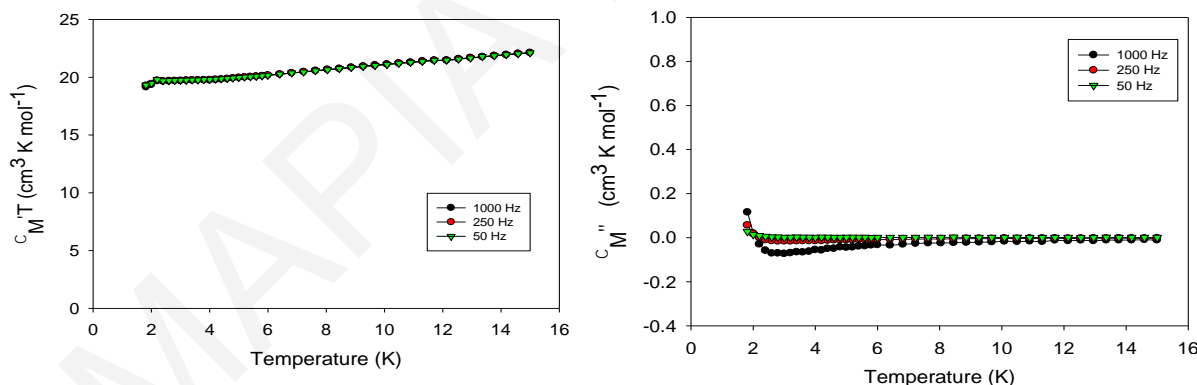 25
20
15
10
5
0
0 2 4 6 8 10 12 14 16
Temperature (K)
C M'T (cm³ K mol⁻¹)
1000 Hz
250 Hz
50 Hz
1.0
0.8
0.6
0.4
0.2
0.0
-0.2
-0.4
0 2 4 6 8 10 12 14 16
Temperature (K)
C M'' (cm³ K mol⁻¹)
1000 Hz
250 Hz
50 Hz
MAPIA